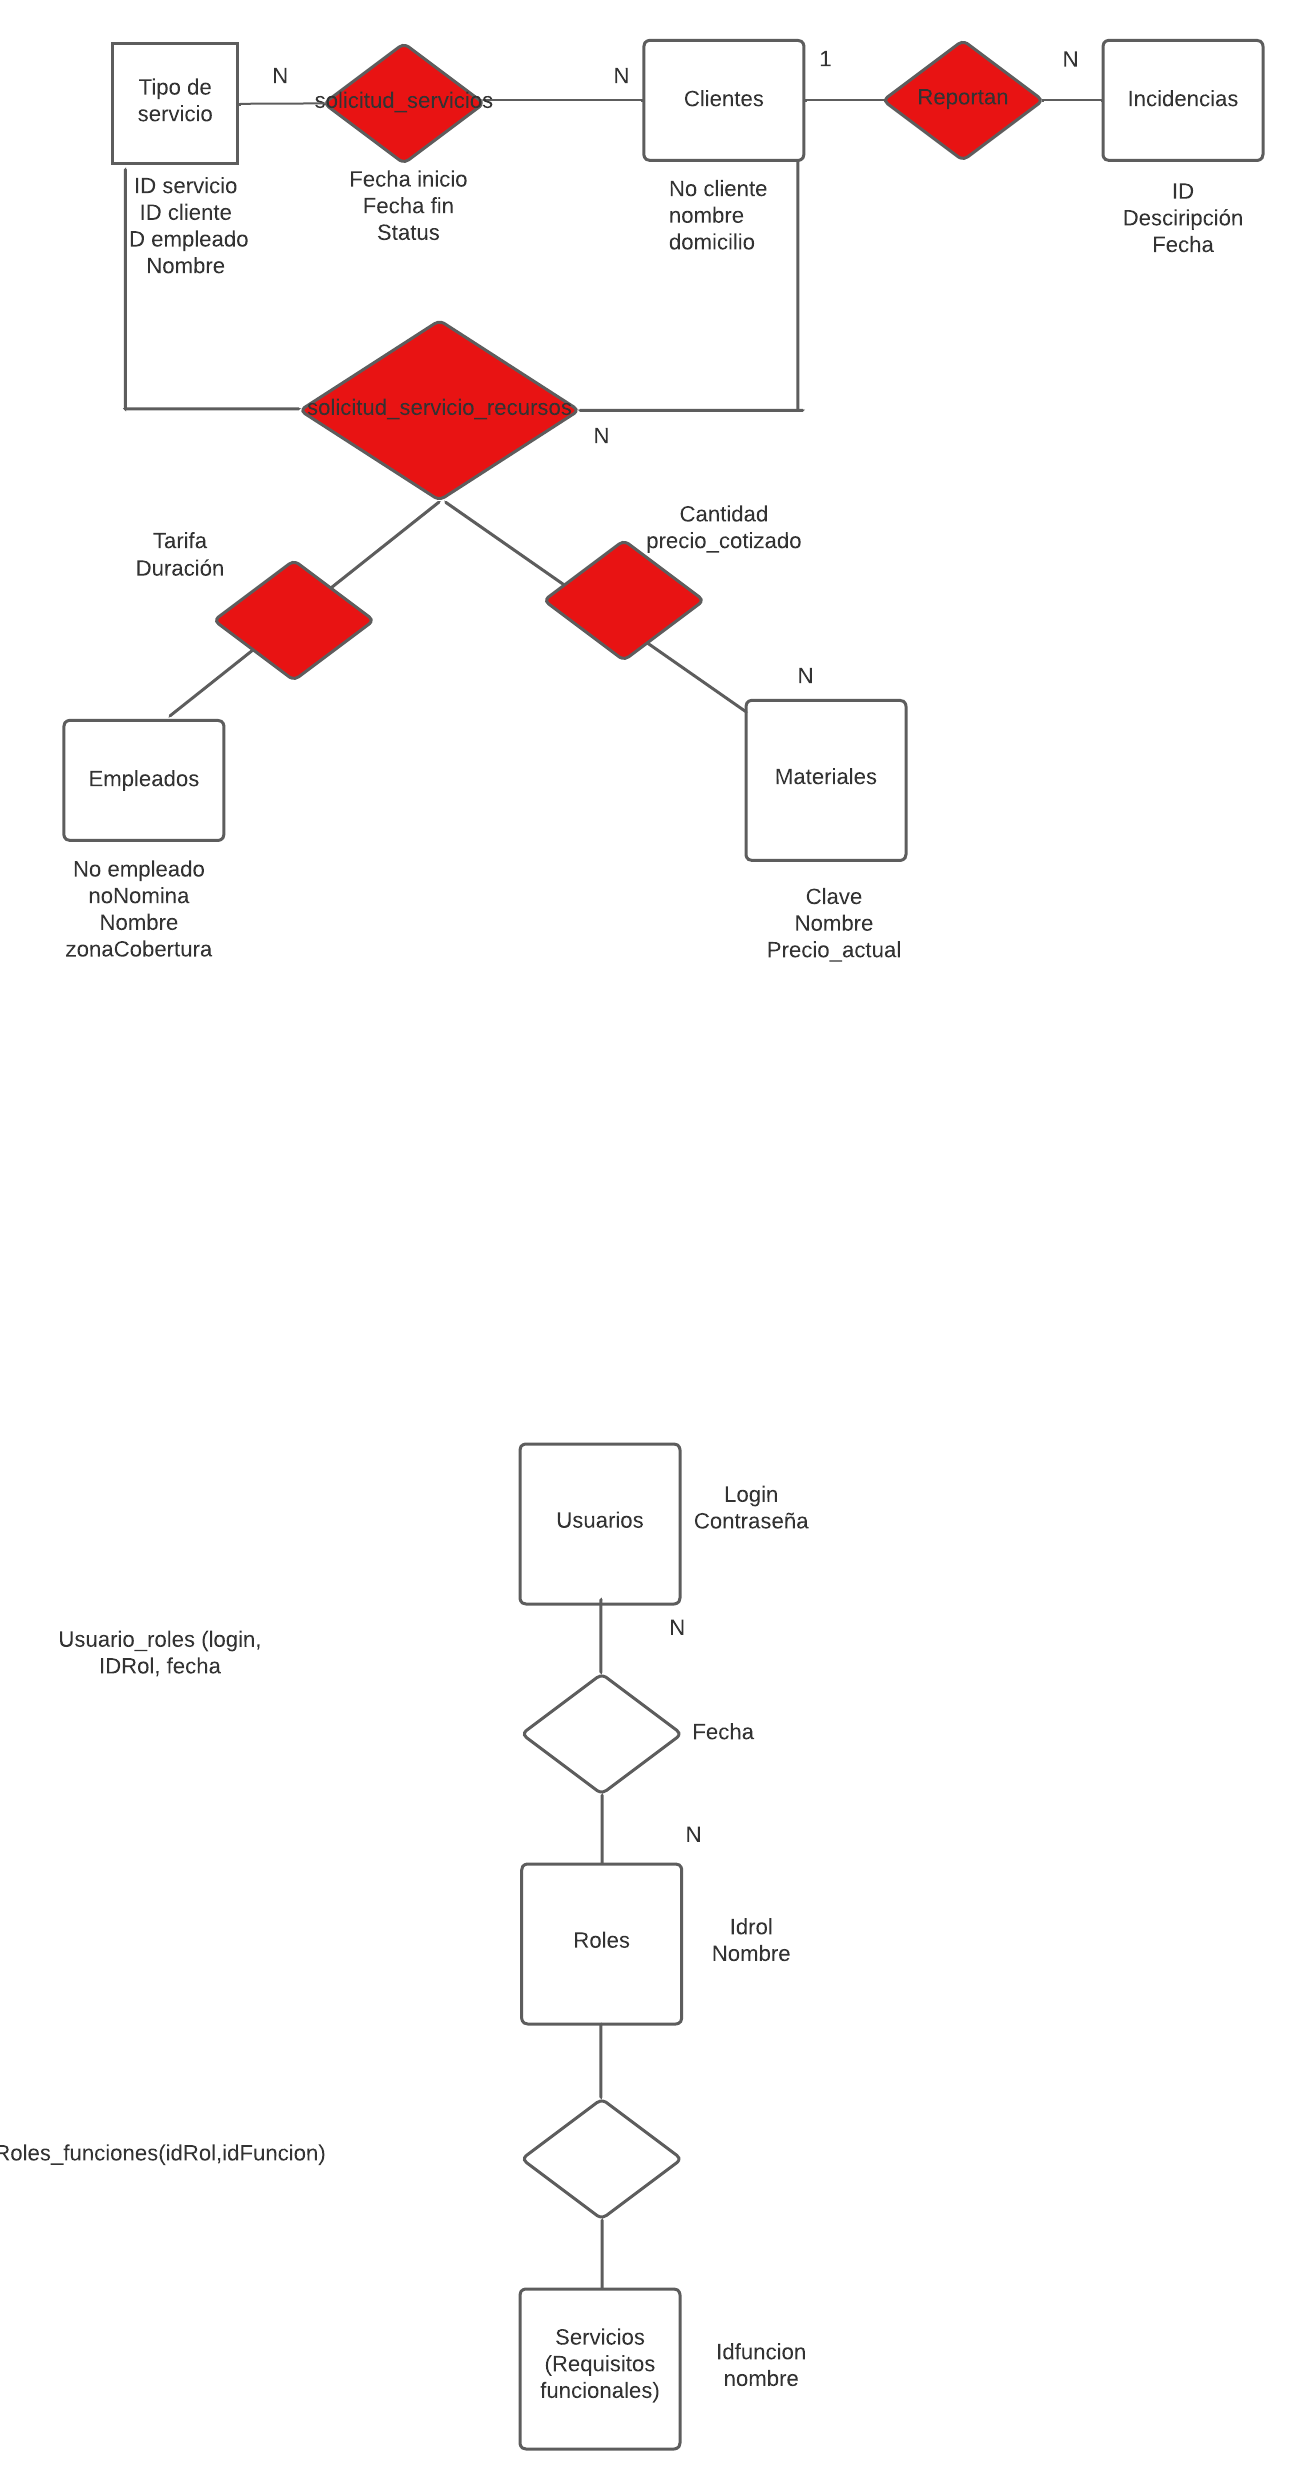 Tipo de
servicio
N
solicitud_servicios
N
Clientes
1
Reportan
N
Incidencias
ID servicio
ID cliente
D empleado
Nombre
Fecha inicio
Fecha fin
Status
No cliente
nombre
domicilio
ID
Desciripción
Fecha
solicitud_servicio_recursos
N
Tarifa
Duración
Cantidad
precio_cotizado
N
Empleados
Materiales
No empleado
noNomina
Nombre
zonaCobertura
Clave
Nombre
Precio_actual
Usuarios
Login
Contraseña
N
Usuario_roles (login,
IDRol, fecha
Fecha
N
Roles
Idrol
Nombre
Roles_funciones(idRol,idFuncion)
Servicios
(Requisitos
funcionales)
Idfuncion
nombre